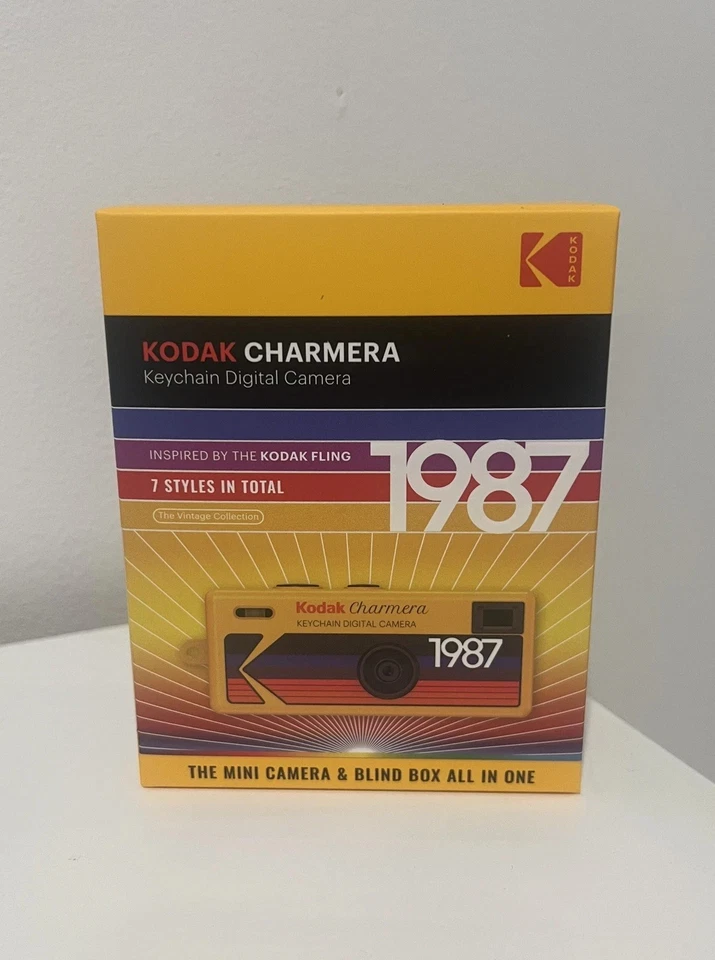 KODAK
KODAK CHARMERA
Keychain Digital Camera
INSPIRED BY THE KODAK FLING
1987
7 STYLES IN TOTAL
The Vintage Collection
Kodak Charmera
KEYCHAIN DIGITAL CAMERA
1987
THE MINI CAMERA & BLIND BOX ALL IN ONE